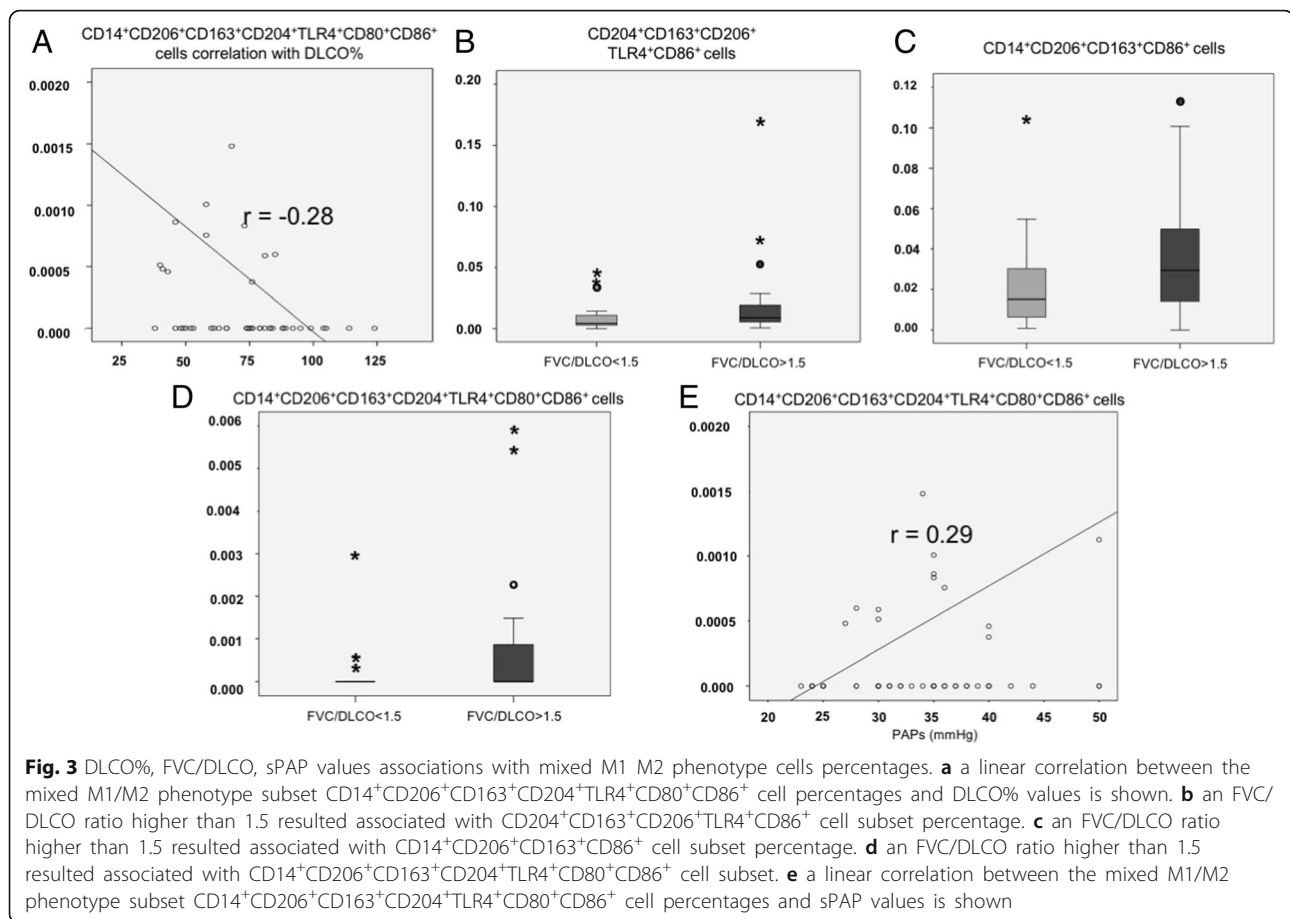 A
CD14⁺CD206⁺CD163⁺CD204⁺TLR4⁺CD80⁺CD86⁺
cells correlation with DLCO%
0.0020
0.0015
0.0010
0.0005
0.000
r = -0.28
25 50 75 100 125
B
CD204⁺CD163⁺CD206⁺
TLR4⁺CD86⁺ cells
0.20
0.15
0.10
0.05
0.00
FVC/DLCO<1.5 FVC/DLCO>1.5
C
CD14⁺CD206⁺CD163⁺CD86⁺ cells
0.12
0.10
0.08
0.06
0.04
0.02
0.00
FVC/DLCO<1.5 FVC/DLCO>1.5
D
CD14⁺CD206⁺CD163⁺CD204⁺TLR4⁺CD80⁺CD86⁺ cells
0.006
0.005
0.003
0.002
0.001
0.000
FVC/DLCO<1.5 FVC/DLCO>1.5
E
CD14⁺CD206⁺CD163⁺CD204⁺TLR4⁺CD80⁺CD86⁺ cells
0.0020
0.0015
0.0010
0.0005
0.000
r = 0.29
20 25 30 35 40 45 50
PAPs (mmHg)
Fig. 3 DLCO%, FVC/DLCO, sPAP values associations with mixed M1 M2 phenotype cells percentages. a a linear correlation between the
mixed M1/M2 phenotype subset CD14⁺CD206⁺CD163⁺CD204⁺TLR4⁺CD80⁺CD86⁺ cell percentages and DLCO% values is shown. b an FVC/
DLCO ratio higher than 1.5 resulted associated with CD204⁺CD163⁺CD206⁺TLR4⁺CD86⁺ cell subset percentage. c an FVC/DLCO ratio
higher than 1.5 resulted associated with CD14⁺CD206⁺CD163⁺CD86⁺ cell subset percentage. d an FVC/DLCO ratio higher than 1.5
resulted associated with CD14⁺CD206⁺CD163⁺CD204⁺TLR4⁺CD80⁺CD86⁺ cell subset. e a linear correlation between the mixed M1/M2
phenotype subset CD14⁺CD206⁺CD163⁺CD204⁺TLR4⁺CD80⁺CD86⁺ cell percentages and sPAP values is shown